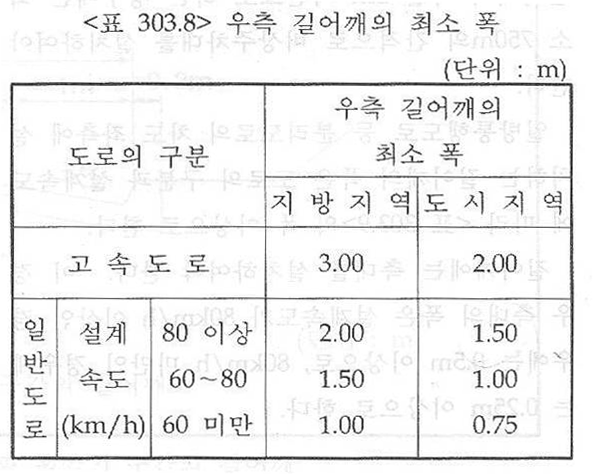 <표 303.8> 우측 길어깨의 최소 폭
(단위 : m)
도로의 구분 우측 길어깨의 최소 폭
지 방 지 역 도 시 지 역
고 속 도 로 3.00 2.00
일반도로 설계속도(km/h) 80 이상 2.00 1.50
60~80 1.50 1.00
60 미만 1.00 0.75